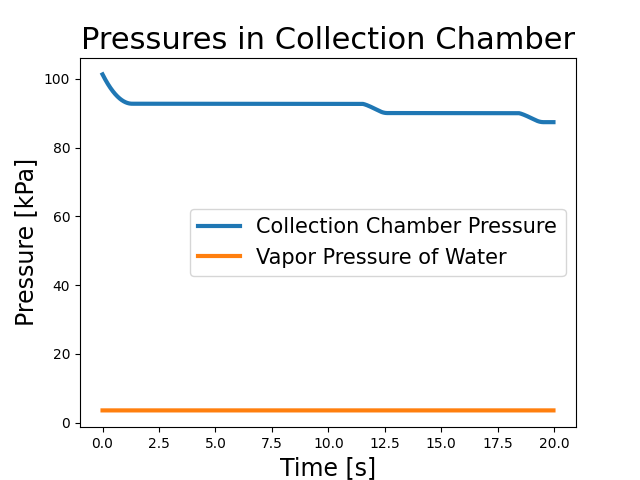 Pressures in Collection Chamber
Pressure [kPa]
100
80
60
40
20
0
Collection Chamber Pressure
Vapor Pressure of Water
0.0 2.5 5.0 7.5 10.0 12.5 15.0 17.5 20.0
Time [s]